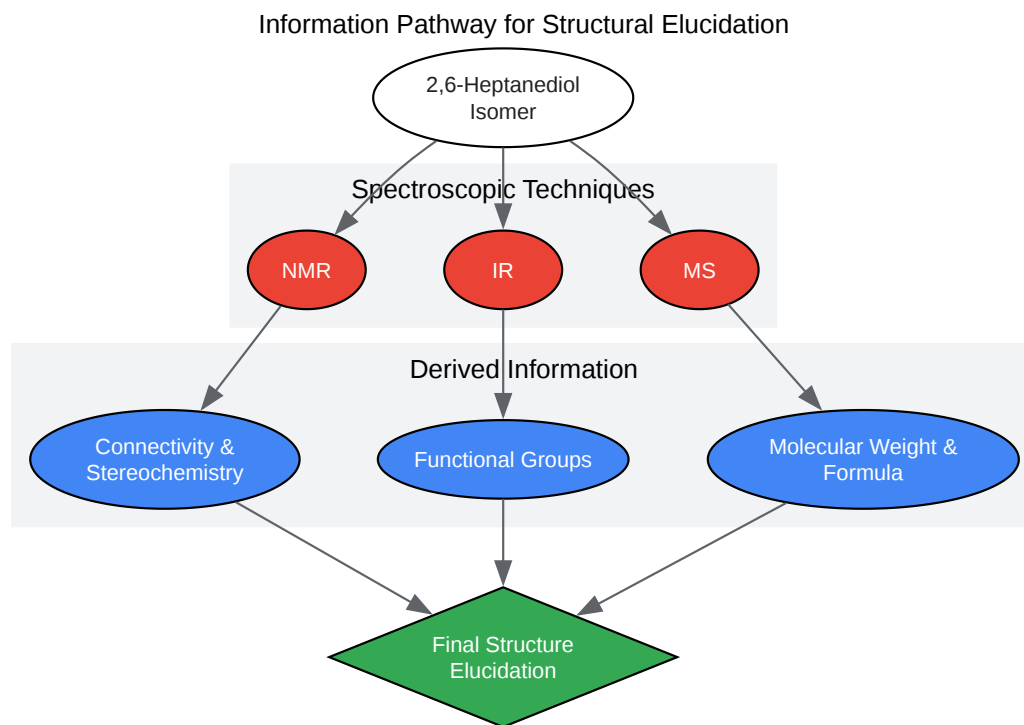 Information Pathway for Structural Elucidation
2,6-Heptanediol
Isomer
Spectroscopic Techniques
NMR
IR
MS
Derived Information
Connectivity &
Stereochemistry
Functional Groups
Molecular Weight &
Formula
Final Structure
Elucidation